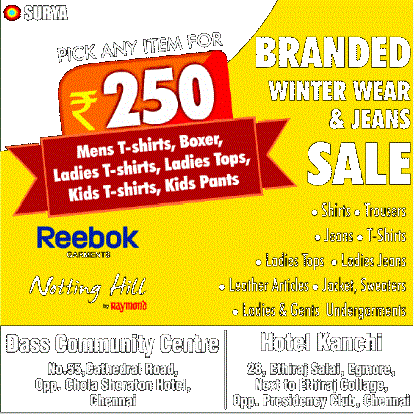 SURYA
PICK ANY ITEM FOR
₹250
Mens T-shirts, Boxer,
Ladies T-shirts, Ladies Tops,
Kids T-shirts, Kids Pants
BRANDED
WINTER WEAR
& JEANS
SALE
• Shirts • Trousers
• Jeans • T-Shirts
• Ladies Tops • Ladies Jeans
• Leather Articles • Jacket, Sweaters
• Ladies & Gents Undergarments
Reebok
GARMENTS
Notting Hill
by Raymond
Dass Community Centre
No.55, Cathedral Road,
Opp. Chola Sheraton Hotel,
Chennai
Hotel Kanchi
28, Ethiraj Salai, Egmore,
Next to Ethiraj Collage,
Opp. Presidency Club, Chennai